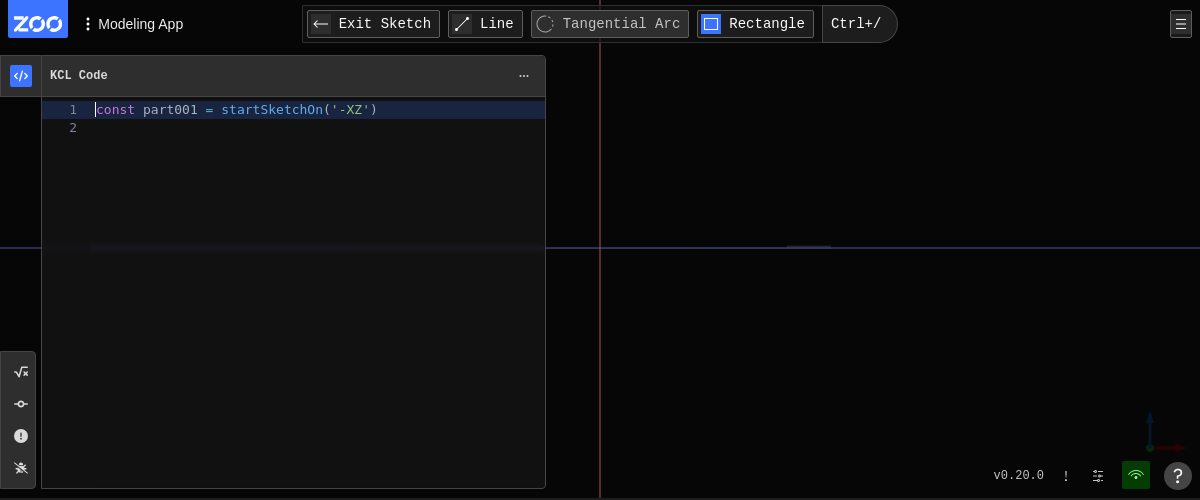 ZOO
Modeling App
Exit Sketch
Line
Tangential Arc
Rectangle
Ctrl+/
KCL Code
1 const part001 = startSketchOn('-XZ')
2
v0.20.0
!
?